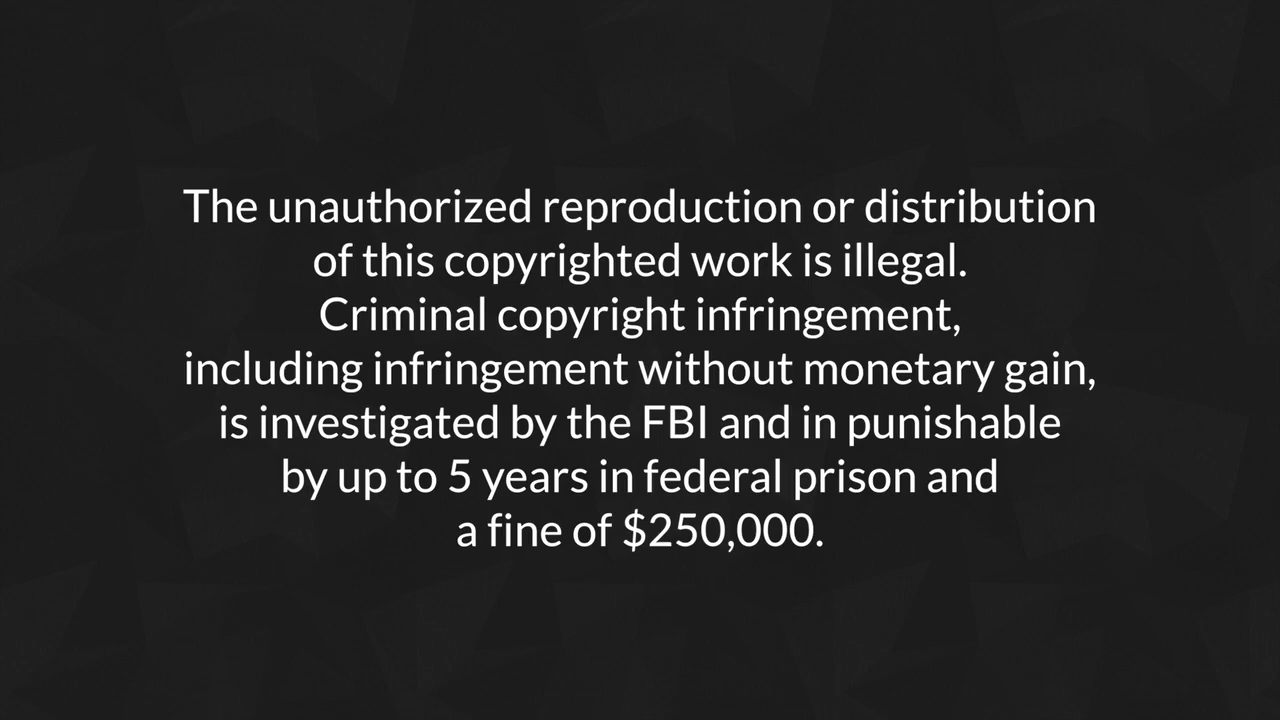 The unauthorized reproduction or distribution
of this copyrighted work is illegal.
Criminal copyright infringement,
including infringement without monetary gain,
is investigated by the FBI and in punishable
by up to 5 years in federal prison and
a fine of $250,000.